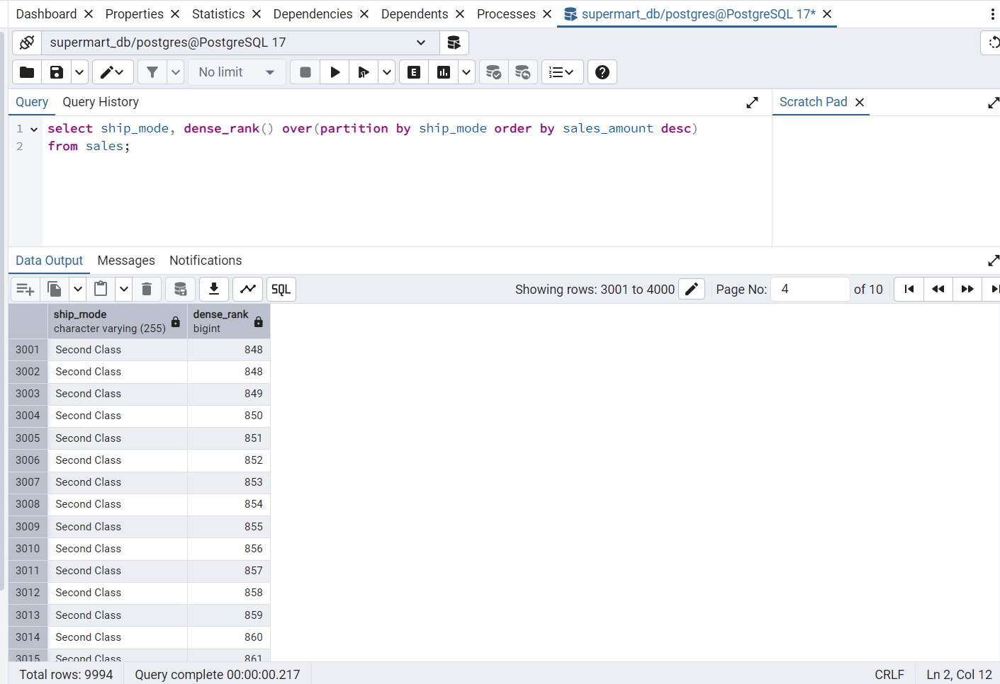 Dashboard Properties Statistics Dependencies Dependents Processes supermart_db/postgres@PostgreSQL 17*
supermart_db/postgres@PostgreSQL 17
No limit
Query Query History Scratch Pad
1 select ship_mode, dense_rank() over(partition by ship_mode order by sales_amount desc)
2 from sales;
Data Output Messages Notifications
SQL Showing rows: 3001 to 4000 Page No: 4 of 10
ship_mode dense_rank
character varying (255) bigint
3001 Second Class 848
3002 Second Class 848
3003 Second Class 849
3004 Second Class 850
3005 Second Class 851
3006 Second Class 852
3007 Second Class 853
3008 Second Class 854
3009 Second Class 855
3010 Second Class 856
3011 Second Class 857
3012 Second Class 858
3013 Second Class 859
3014 Second Class 860
3015 Second Class 861
Total rows: 9994 Query complete 00:00:00.217 CRLF Ln 2, Col 12